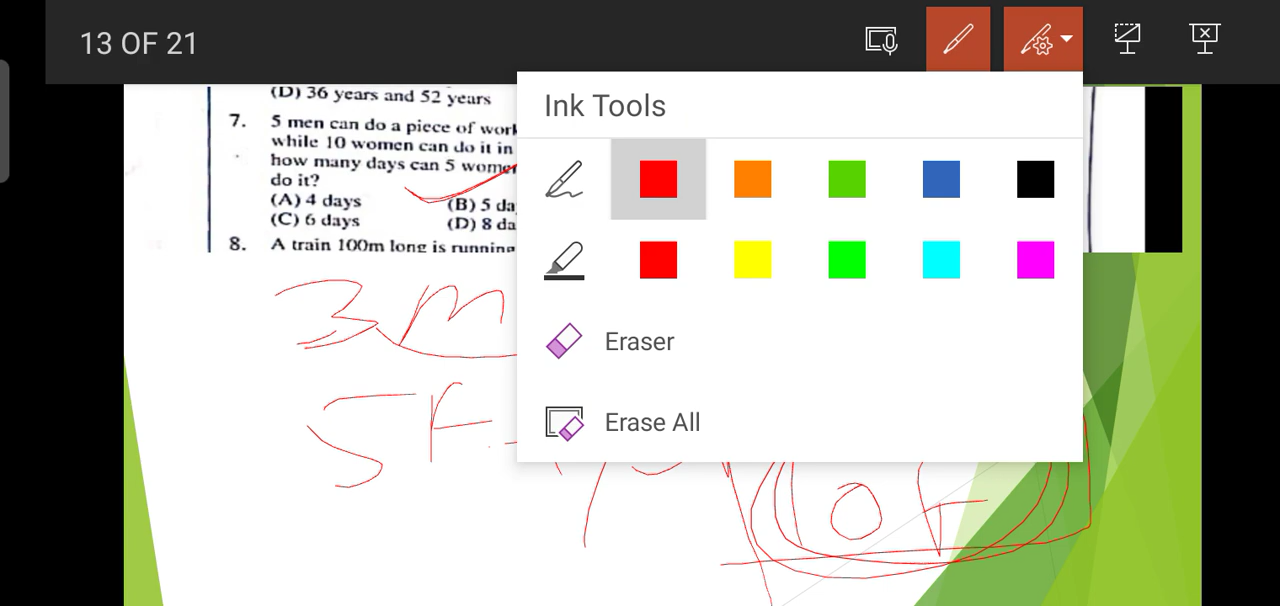 13 OF 21
Ink Tools
(D) 36 years and 52 years
7. 5 men can do a piece of work
while 10 women can do it in
how many days can 5 women
do it?
(A) 4 days (B) 5 da
(C) 6 days (D) 8 da
8. A train 100m long is running
Eraser
Erase All
3 M
5 F
10 F